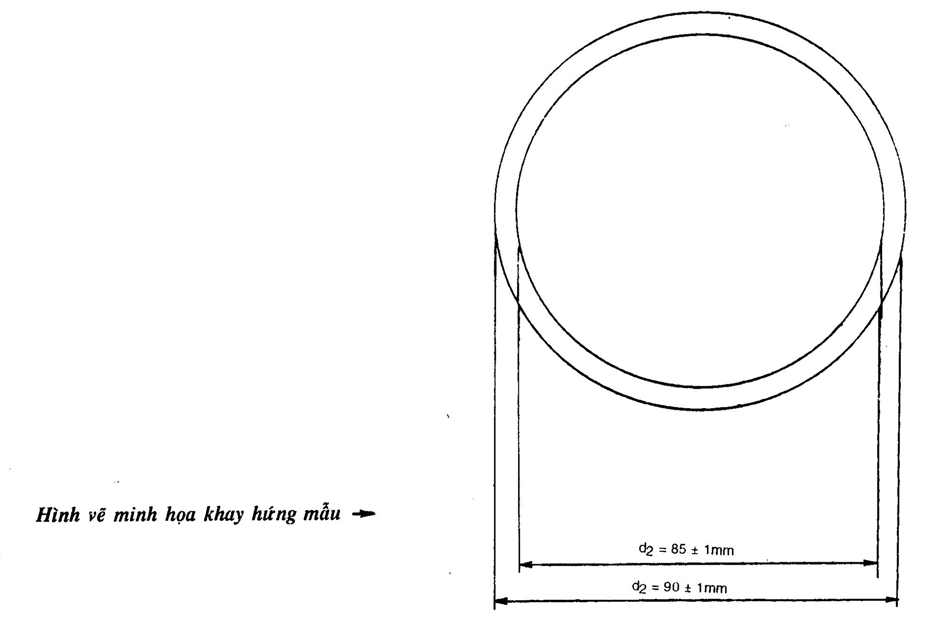 Hình vẽ minh họa khay hứng mẫu →
d2 = 85 ± 1mm
d2 = 90 ± 1mm